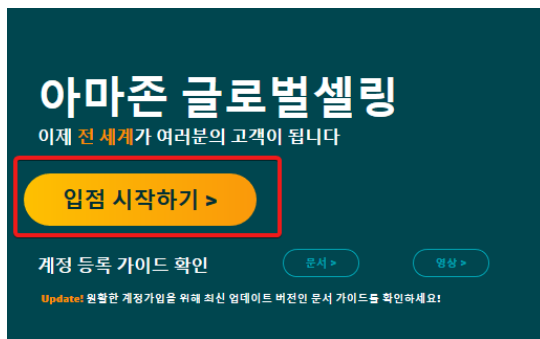 아마존 글로벌셀링
이제 전 세계가 여러분의 고객이 됩니다
입점 시작하기 >
계정 등록 가이드 확인 문서 > 영상 >
Update! 원활한 계정가입을 위해 최신 업데이트 버전인 문서 가이드를 확인하세요!